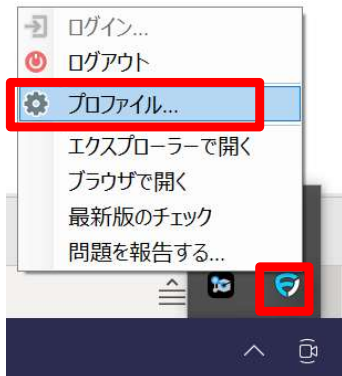 ログイン...
ログアウト
プロファイル...
エクスプローラーで開く
ブラウザで開く
最新版のチェック
問題を報告する...